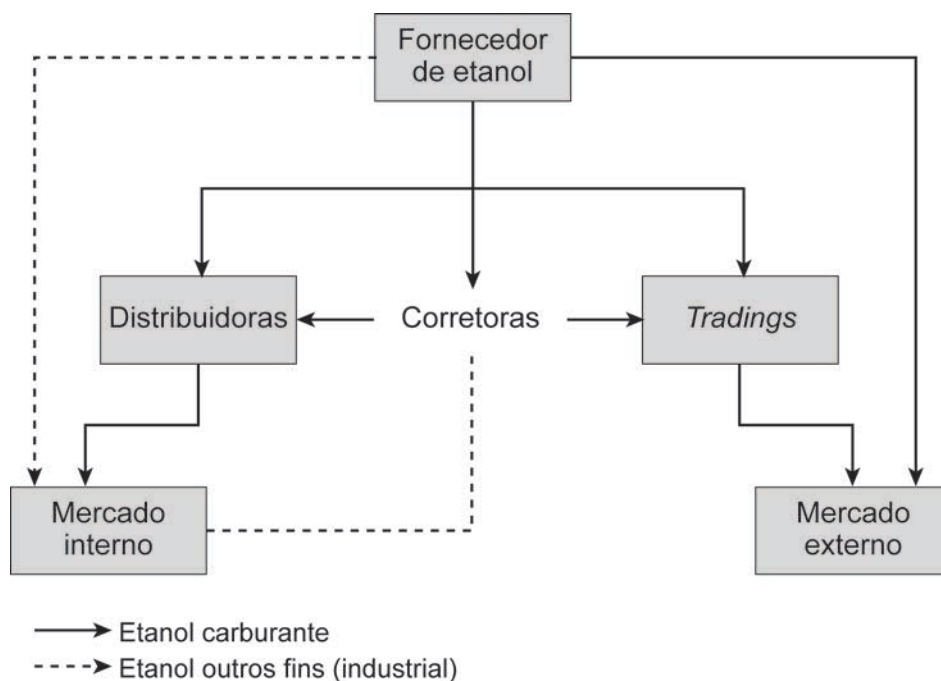 Fornecedor
de etanol
Distribuidoras
Corretoras
Tradings
Mercado
interno
Mercado
externo
Etanol carburante
Etanol outros fins (industrial)